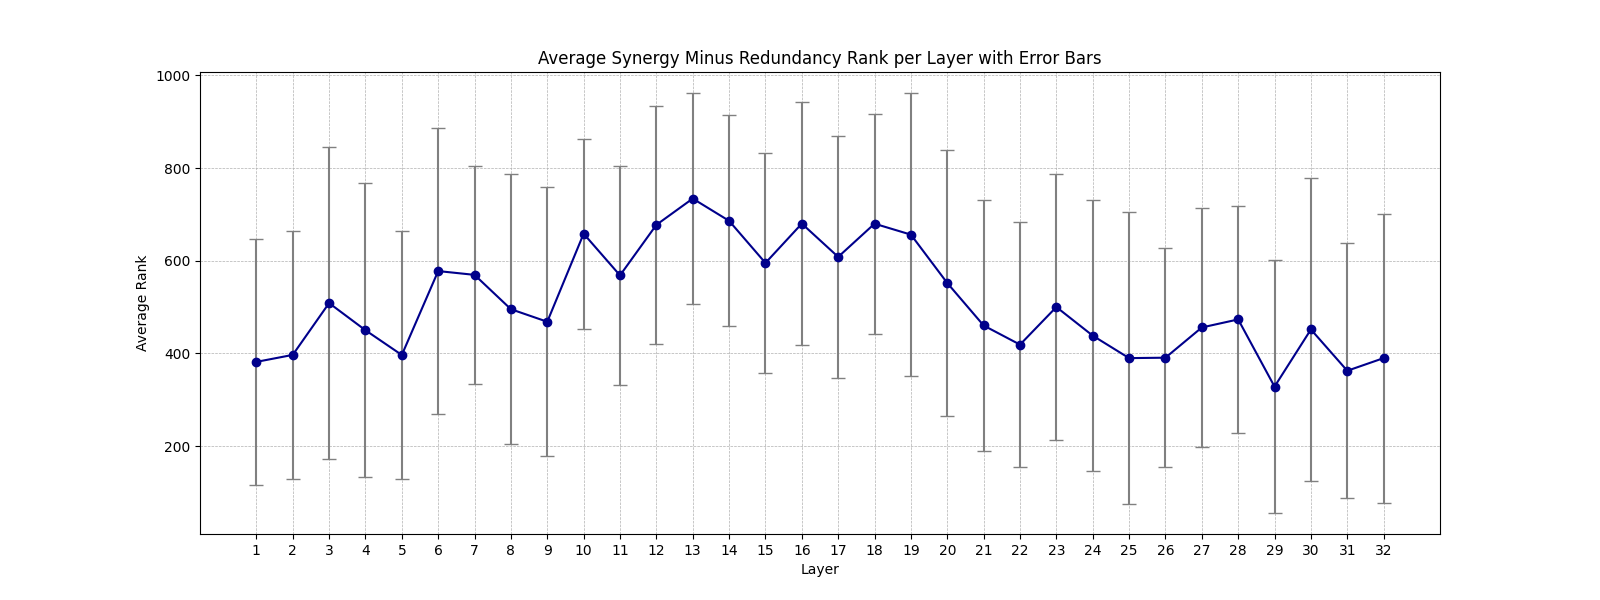 Average Synergy Minus Redundancy Rank per Layer with Error Bars
1000
800
600
400
200
Average Rank
1 2 3 4 5 6 7 8 9 10 11 12 13 14 15 16 17 18 19 20 21 22 23 24 25 26 27 28 29 30 31 32
Layer